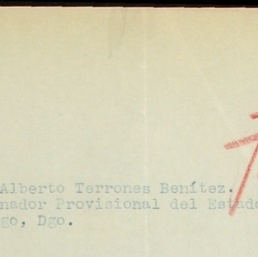 Alberto Terrones Benítez.
nador Provisional del Estado
go, Dgo.